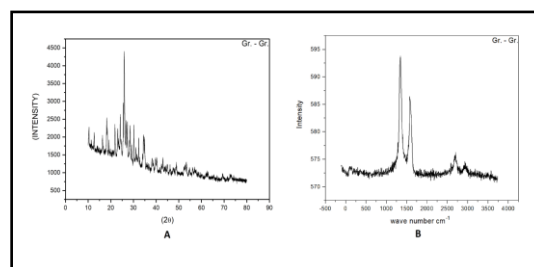 Gr. - Gr.
(INTENSITY)
4500
4000
3500
3000
2500
2000
1500
1000
500
0 10 20 30 40 50 60 70 80 90
(2θ)
A
Gr. - Gr.
Intensity
595
590
585
580
575
570
-500 0 500 1000 1500 2000 2500 3000 3500 4000
wave number cm⁻¹
B